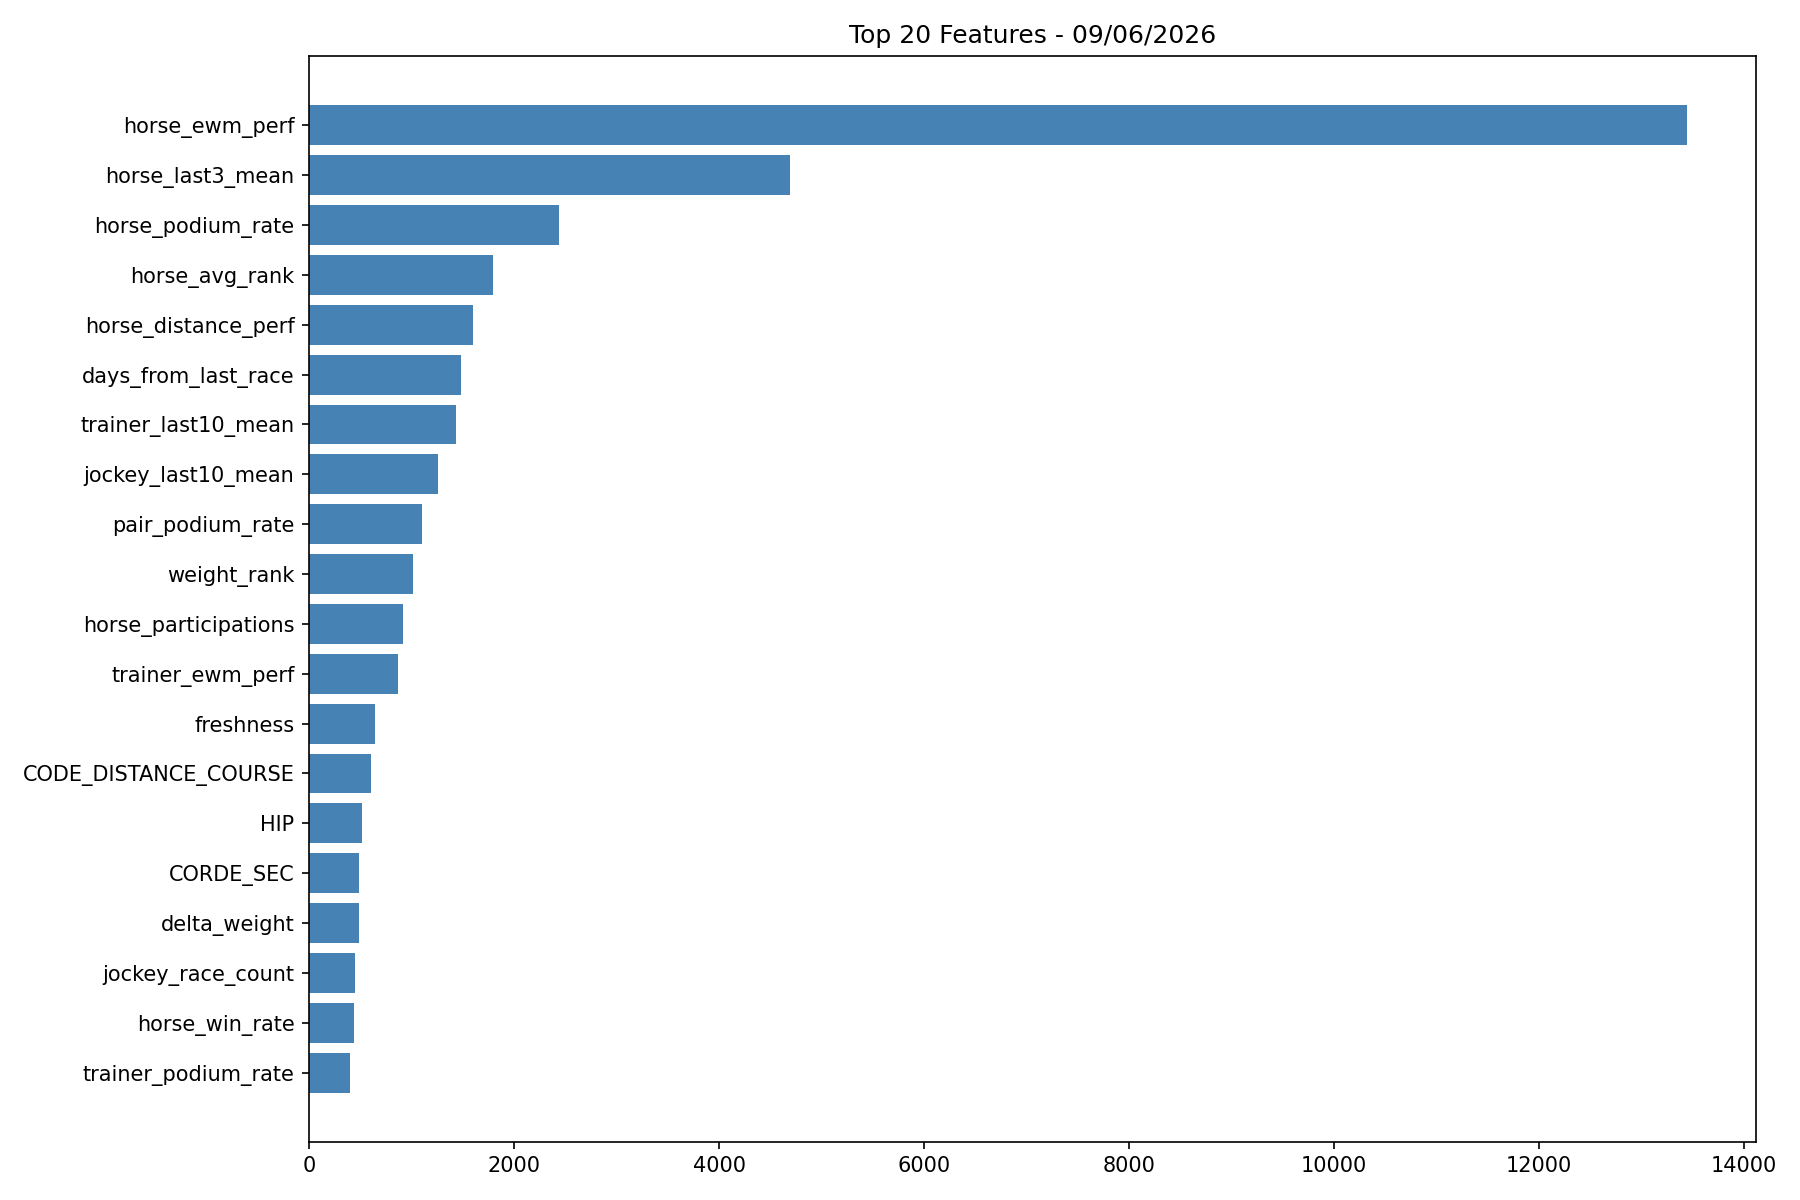 Top 20 Features - 09/06/2026
horse_ewm_perf
horse_last3_mean
horse_podium_rate
horse_avg_rank
horse_distance_perf
days_from_last_race
trainer_last10_mean
jockey_last10_mean
pair_podium_rate
weight_rank
horse_participations
trainer_ewm_perf
freshness
CODE_DISTANCE_COURSE
HIP
CORDE_SEC
delta_weight
jockey_race_count
horse_win_rate
trainer_podium_rate
0 2000 4000 6000 8000 10000 12000 14000